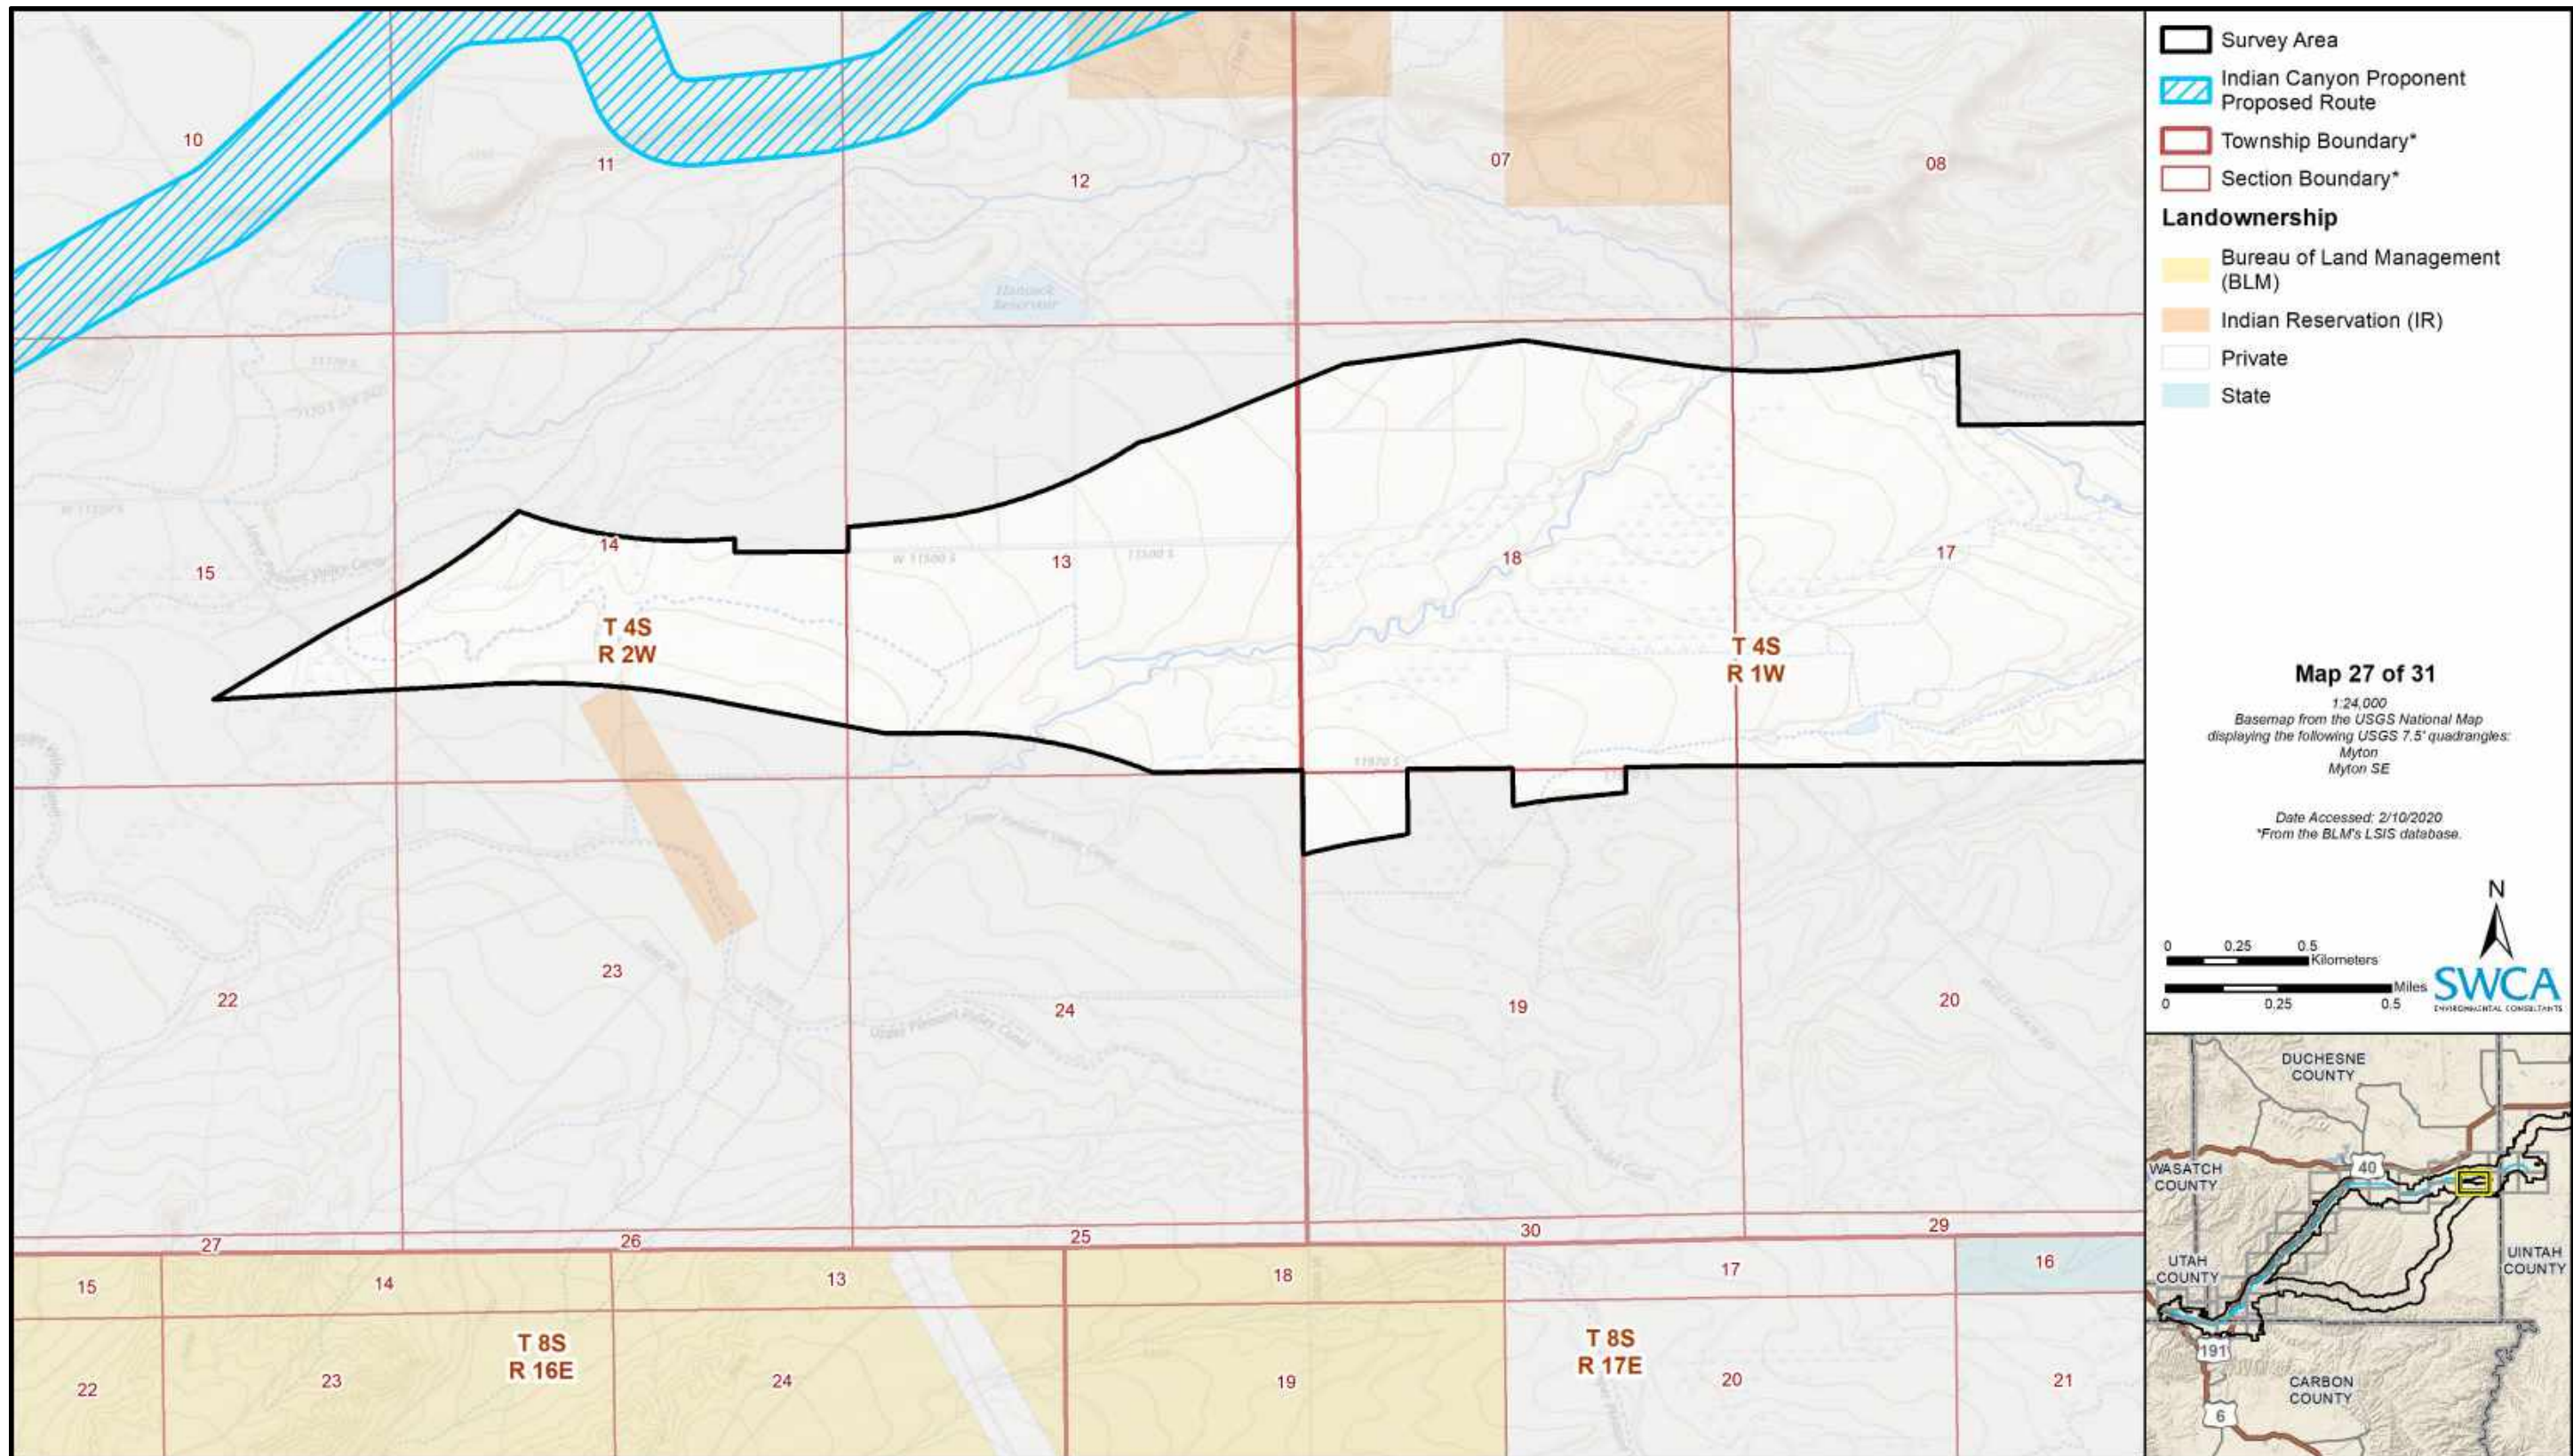 10
11
12
07
08
Hancock
Reservoir
11500 S
W 11500 S
15
14
13
18
17
T 4S
R 2W
T 4S
R 1W
11970 S
22
23
24
19
20
Upper Pleasant Valley Canal
27
26
25
30
29
15
14
13
18
17
16
T 8S
R 16E
T 8S
R 17E
22
23
24
19
20
21
Survey Area
Indian Canyon Proponent
Proposed Route
Township Boundary*
Section Boundary*
Landownership
Bureau of Land Management
(BLM)
Indian Reservation (IR)
Private
State
Map 27 of 31
1:24,000
Basemap from the USGS National Map
displaying the following USGS 7.5' quadrangles:
Myton
Myton SE
Date Accessed: 2/10/2020
*From the BLM's LSIS database.
N
0 0.25 0.5
Kilometers
Miles
0 0.25 0.5
SWCA
ENVIRONMENTAL CONSULTANTS
DUCHESNE
COUNTY
WASATCH
COUNTY
40
UTAH
COUNTY
UINTAH
COUNTY
191
CARBON
COUNTY
6